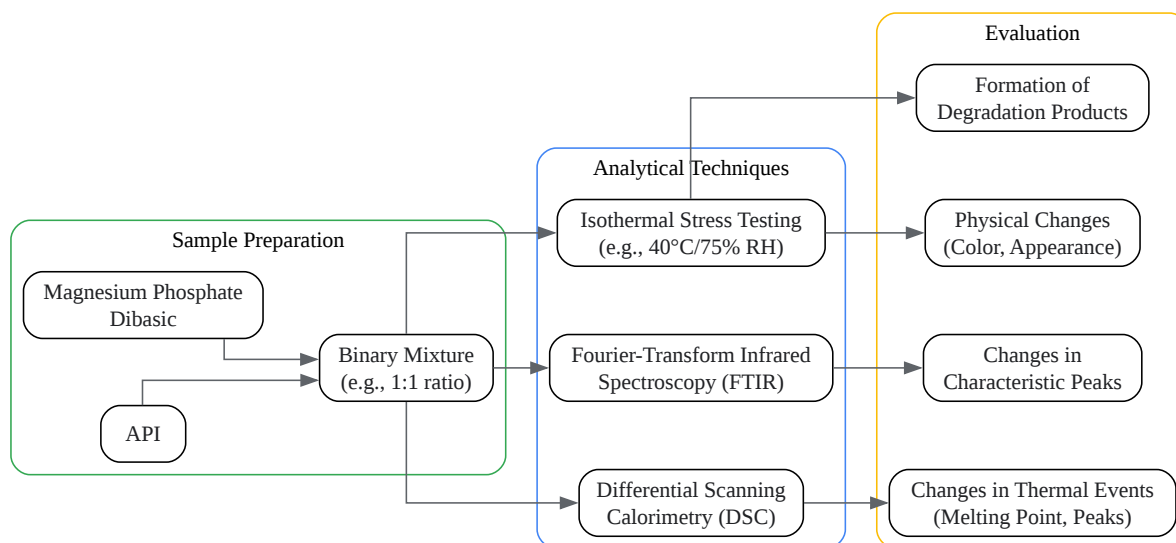 Evaluation
Formation of
Degradation Products
Analytical Techniques
Isothermal Stress Testing
(e.g., 40°C/75% RH)
Physical Changes
(Color, Appearance)
Sample Preparation
Magnesium Phosphate
Dibasic
Binary Mixture
(e.g., 1:1 ratio)
Fourier-Transform Infrared
Spectroscopy (FTIR)
Changes in
Characteristic Peaks
API
Differential Scanning
Calorimetry (DSC)
Changes in Thermal Events
(Melting Point, Peaks)